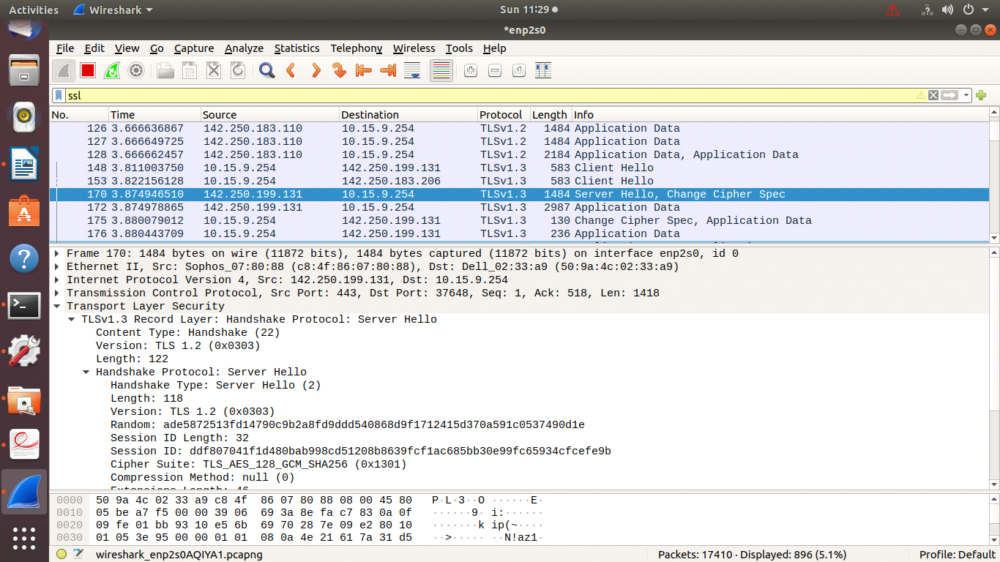 Activities Wireshark Sun 11:29
*enp2s0
File Edit View Go Capture Analyze Statistics Telephony Wireless Tools Help
ssl
No. Time Source Destination Protocol Length Info
126 3.666636867 142.250.183.110 10.15.9.254 TLSv1.2 1484 Application Data
127 3.666649725 142.250.183.110 10.15.9.254 TLSv1.2 1484 Application Data
128 3.666662457 142.250.183.110 10.15.9.254 TLSv1.2 2184 Application Data, Application Data
148 3.811003750 10.15.9.254 142.250.199.131 TLSv1.3 583 Client Hello
153 3.822156128 10.15.9.254 142.250.183.206 TLSv1.3 583 Client Hello
170 3.874946510 142.250.199.131 10.15.9.254 TLSv1.3 1484 Server Hello, Change Cipher Spec
172 3.874978865 142.250.199.131 10.15.9.254 TLSv1.3 2987 Application Data
175 3.880079012 10.15.9.254 142.250.199.131 TLSv1.3 130 Change Cipher Spec, Application Data
176 3.880443709 10.15.9.254 142.250.199.131 TLSv1.3 236 Application Data
Frame 170: 1484 bytes on wire (11872 bits), 1484 bytes captured (11872 bits) on interface enp2s0, id 0
Ethernet II, Src: Sophos_07:80:88 (c8:4f:86:07:80:88), Dst: Dell_02:33:a9 (50:9a:4c:02:33:a9)
Internet Protocol Version 4, Src: 142.250.199.131, Dst: 10.15.9.254
Transmission Control Protocol, Src Port: 443, Dst Port: 37648, Seq: 1, Ack: 518, Len: 1418
Transport Layer Security
TLSv1.3 Record Layer: Handshake Protocol: Server Hello
Content Type: Handshake (22)
Version: TLS 1.2 (0x0303)
Length: 122
Handshake Protocol: Server Hello
Handshake Type: Server Hello (2)
Length: 118
Version: TLS 1.2 (0x0303)
Random: ade5872513fd14790c9b2a8fd9ddd540868d9f1712415d370a591c0537490d1e
Session ID Length: 32
Session ID: ddf807041f1d480bab998cd51208b8639fcf1ac685bb30e99fc65934cfcefe9b
Cipher Suite: TLS_AES_128_GCM_SHA256 (0x1301)
Compression Method: null (0)
Extensions Length: 46
0000 50 9a 4c 02 33 a9 c8 4f 86 07 80 88 08 00 45 80 P·L·3··O ······E·
0010 05 be a7 f5 00 00 39 06 69 3a 8e fa c7 83 0a 0f ······9· i:······
0020 09 fe 01 bb 93 10 e5 6b 69 70 28 7e 09 e2 80 10 ·······k ip(~····
0030 01 05 3e 95 00 00 01 01 08 0a 4e 21 61 7a 31 d5 ··>····· ··N!az1·
wireshark_enp2s0AQIYA1.pcapng Packets: 17410 · Displayed: 896 (5.1%) Profile: Default